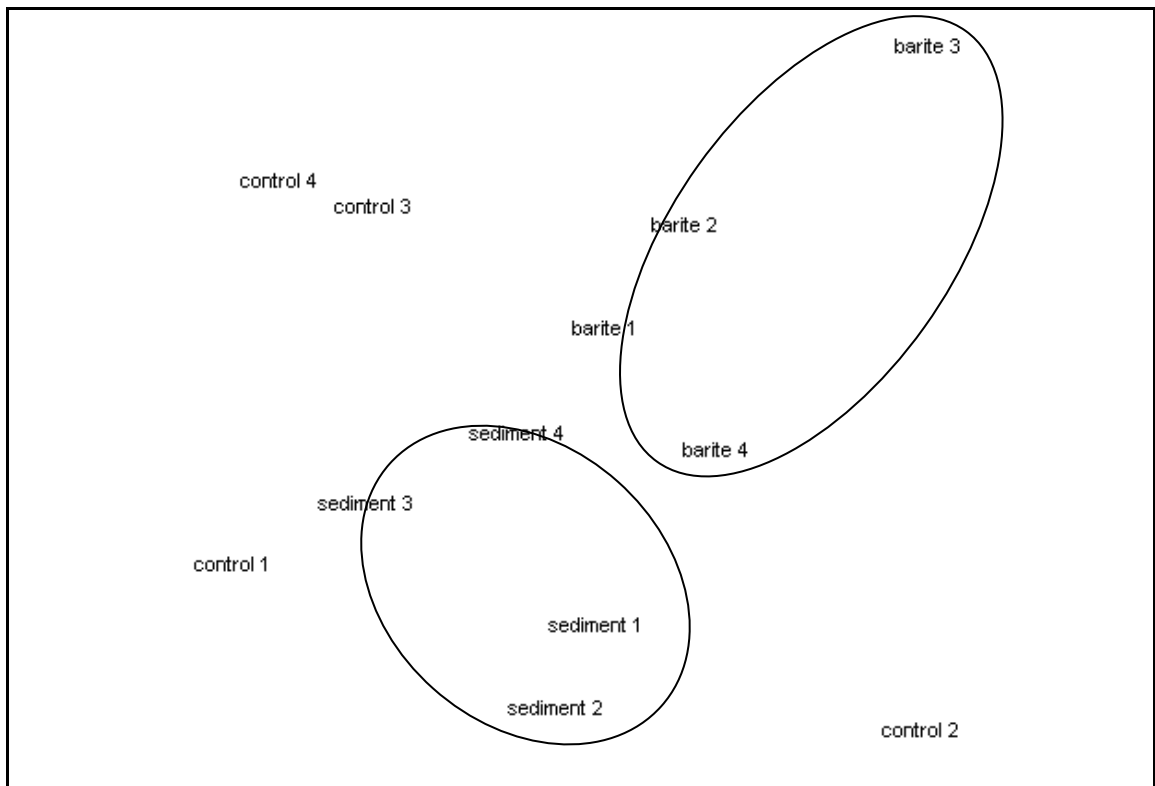 barite 3
control 4
control 3
barite 2
barite 1
sediment 4
barite 4
sediment 3
control 1
sediment 1
sediment 2
control 2